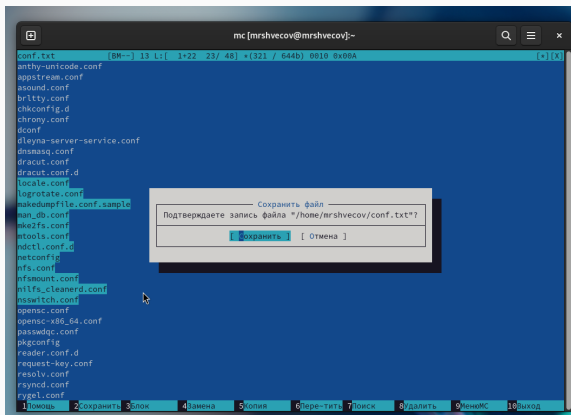 mc [mrshvecov@mrshvecov]:~
conf.txt [BM--] 13 L:[ 1+22 23/ 48] *(321 / 644b) 0010 0x00A [*][X]
anthy-unicode.conf
appstream.conf
asound.conf
brltty.conf
chkconfig.d
chrony.conf
dconf
dleyna-server-service.conf
dnsmasq.conf
dracut.conf
dracut.conf.d
locale.conf
logrotate.conf
makedumpfile.conf.sample
man_db.conf
mke2fs.conf
mtools.conf
ndctl.conf.d
netconfig
nfs.conf
nfsmount.conf
nilfs_cleanerd.conf
nsswitch.conf
opensc.conf
opensc-x86_64.conf
passwdqc.conf
pkgconfig
reader.conf.d
request-key.conf
resolv.conf
rsyncd.conf
rygel.conf
Сохранить файл
Подтверждаете запись файла "/home/mrshvecov/conf.txt"?
[ Сохранить ] [ Отмена ]
1Помощь 2Сохранить 3Блок 4Замена 5Копия 6Пере~тить 7Поиск 8Удалить 9МенюMC 10Выход